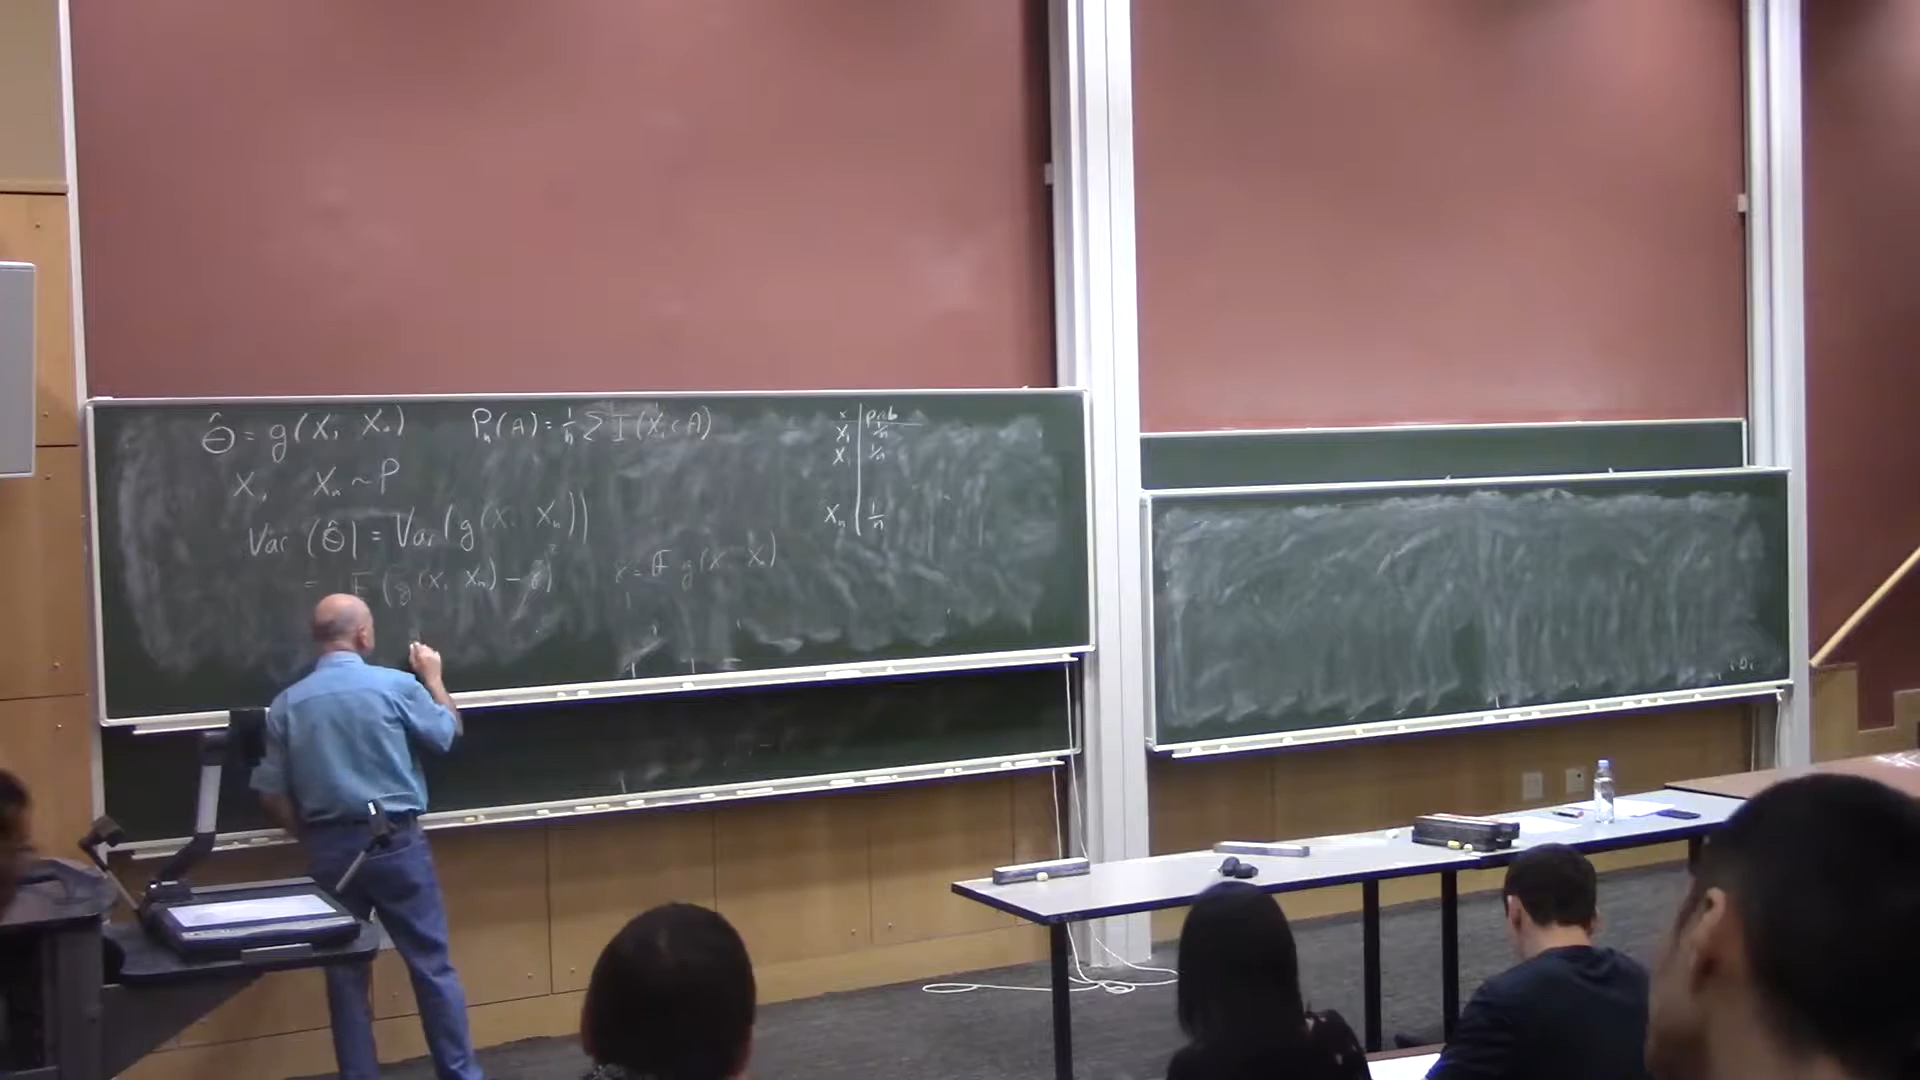 Θ̂ = g(X₁ Xₙ)
X₁ Xₙ ~ P
Var (Θ̂) = Var(g(X₁ Xₙ))
= E (g(X₁ Xₙ) - γ)²
γ = E g(X₁ Xₙ)
Pₙ(A) = 1/n Σ I(Xᵢ ∈ A)
x | Prob
X₁ | 1/n
X | 1/n
Xₙ | 1/n